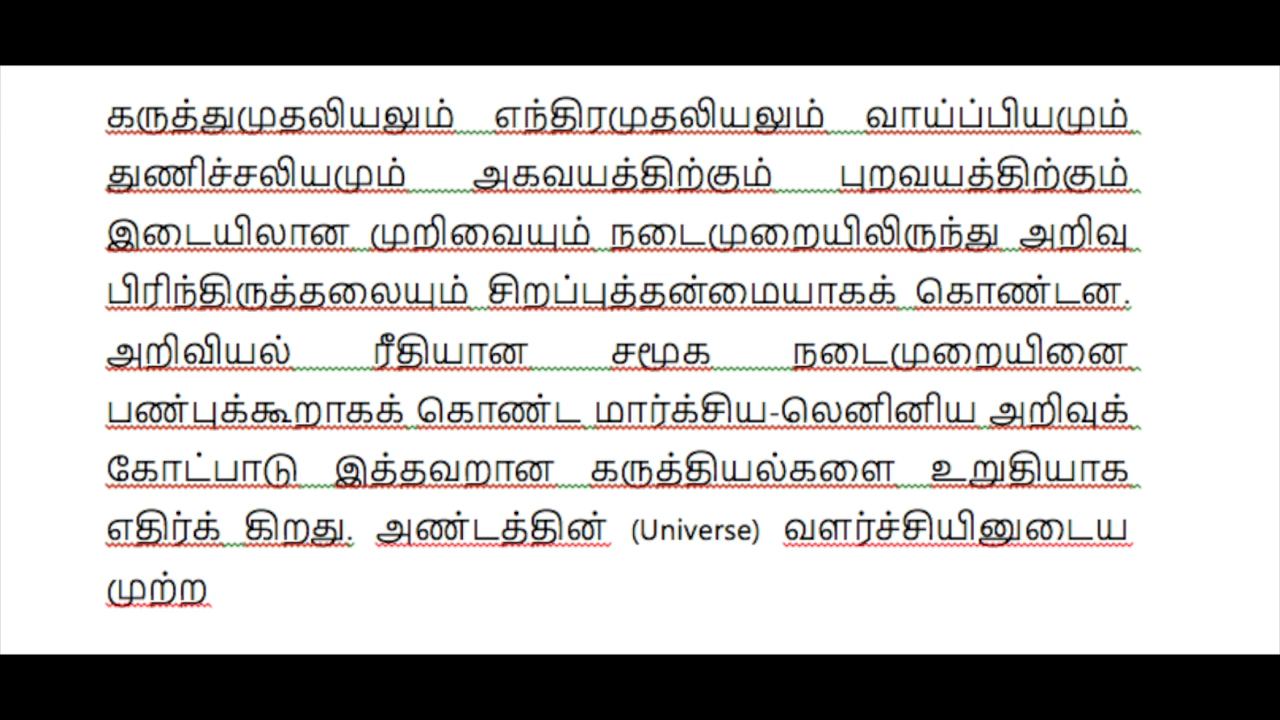 கருத்துமுதலியலும் எந்திரமுதலியலும் வாய்ப்பியமும்
துணிச்சலியமும் அகவயத்திற்கும் புறவயத்திற்கும்
இடையிலான முறிவையும் நடைமுறையிலிருந்து அறிவு
பிரிந்திருத்தலையும் சிறப்புத்தன்மையாகக் கொண்டன.
அறிவியல் ரீதியான சமூக நடைமுறையினை
பண்புக்கூறாகக் கொண்ட மார்க்சிய-லெனினிய அறிவுக்
கோட்பாடு இத்தவறான கருத்தியல்களை உறுதியாக
எதிர்க் கிறது. அண்டத்தின் (Universe) வளர்ச்சியினுடைய
முற்ற